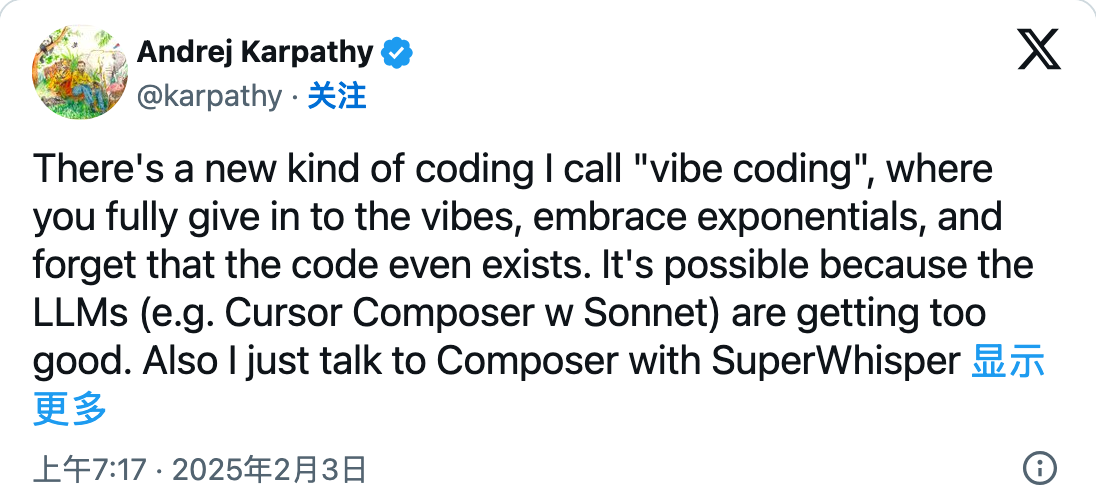 Andrej Karpathy
@karpathy · 关注
There's a new kind of coding I call "vibe coding", where
you fully give in to the vibes, embrace exponentials, and
forget that the code even exists. It's possible because the
LLMs (e.g. Cursor Composer w Sonnet) are getting too
good. Also I just talk to Composer with SuperWhisper 显示
更多
上午7:17 · 2025年2月3日